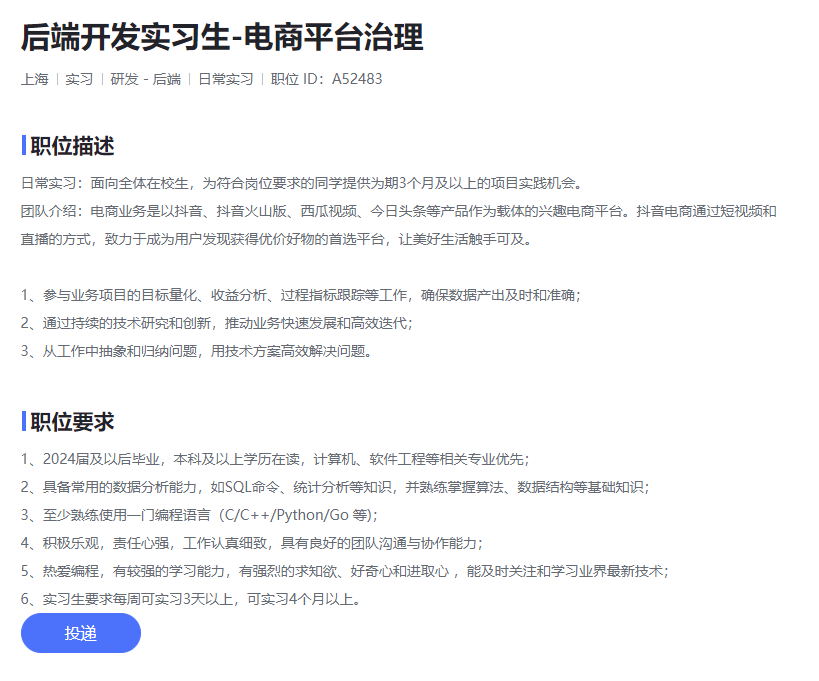 后端开发实习生-电商平台治理
上海 | 实习 | 研发 - 后端 | 日常实习 | 职位 ID：A52483
职位描述
日常实习：面向全体在校生，为符合岗位要求的同学提供为期3个月及以上的项目实践机会。
团队介绍：电商业务是以抖音、抖音火山版、西瓜视频、今日头条等产品作为载体的兴趣电商平台。抖音电商通过短视频和
直播的方式，致力于成为用户发现获得优价好物的首选平台，让美好生活触手可及。
1、参与业务项目的目标量化、收益分析、过程指标跟踪等工作，确保数据产出及时和准确；
2、通过持续的技术研究和创新，推动业务快速发展和高效迭代；
3、从工作中抽象和归纳问题，用技术方案高效解决问题。
职位要求
1、2024届及以后毕业，本科及以上学历在读，计算机、软件工程等相关专业优先；
2、具备常用的数据分析能力，如SQL命令、统计分析等知识，并熟练掌握算法、数据结构等基础知识；
3、至少熟练使用一门编程语言（C/C++/Python/Go 等）；
4、积极乐观，责任心强，工作认真细致，具有良好的团队沟通与协作能力；
5、热爱编程，有较强的学习能力，有强烈的求知欲、好奇心和进取心 ，能及时关注和学习业界最新技术；
6、实习生要求每周可实习3天以上，可实习4个月以上。
投递